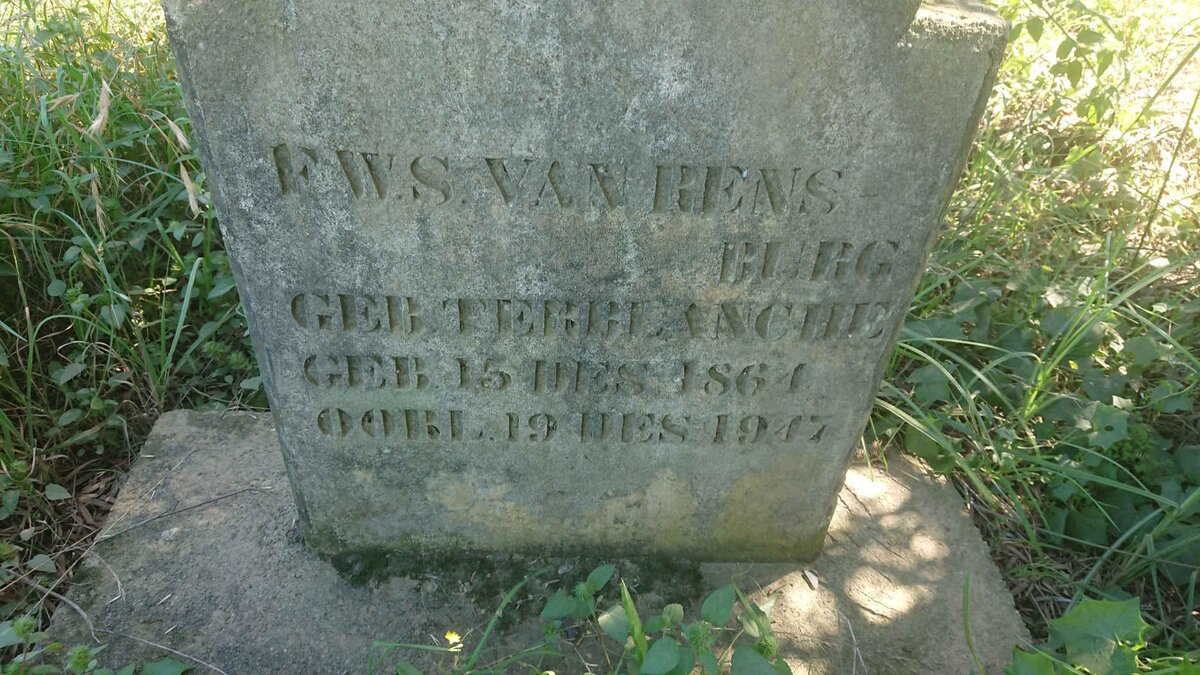 F.W.S. VAN RENS-
BURG
GEB TERBLANCHE
GEB. 15 DES. 1864
OORL. 19 DES 1947